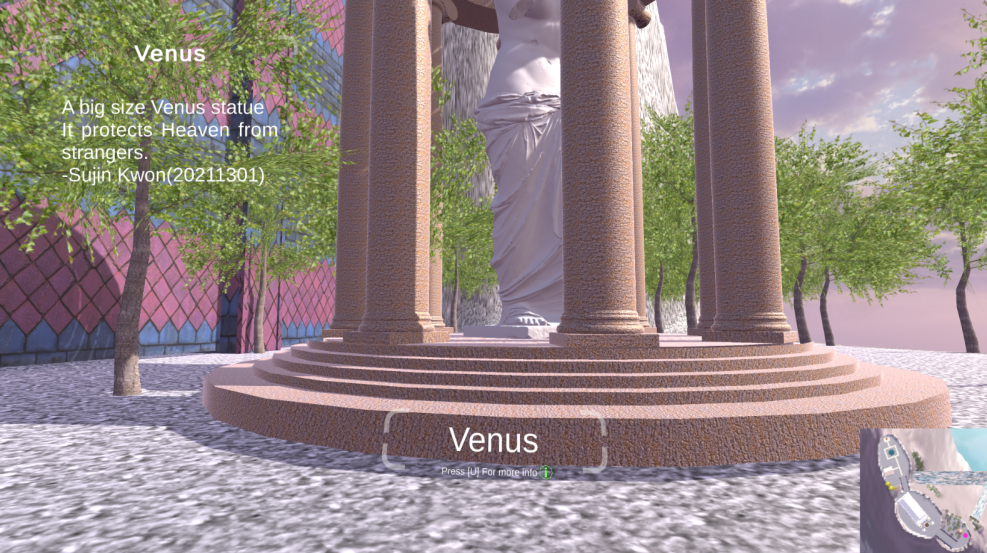 Venus
A big size Venus statue
It protects Heaven from
strangers.
-Sujin Kwon(20211301)
Venus
Press [U] For more info i